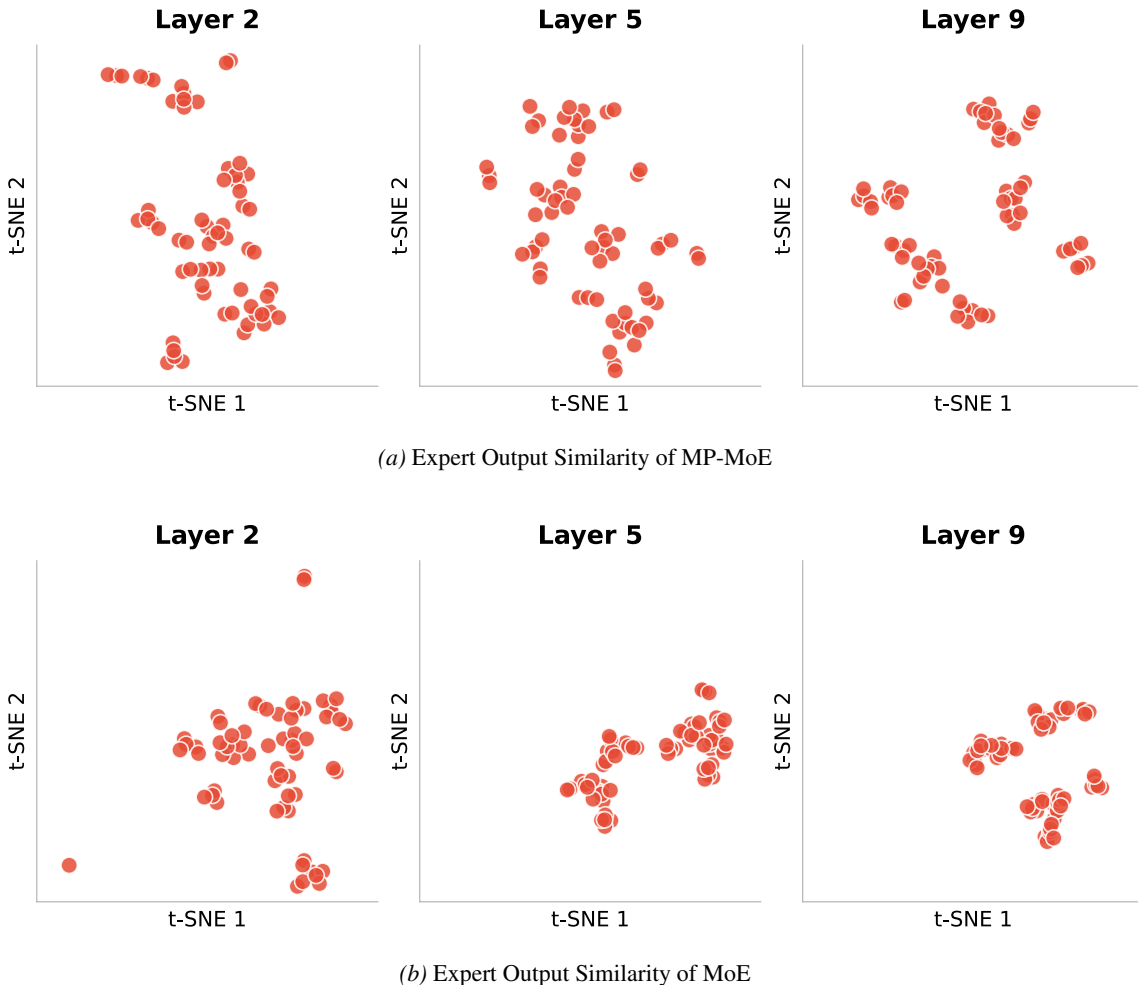 Layer 2
Layer 5
Layer 9
t-SNE 2
t-SNE 2
t-SNE 2
t-SNE 1
t-SNE 1
t-SNE 1
(a) Expert Output Similarity of MP-MoE
Layer 2
Layer 5
Layer 9
t-SNE 2
t-SNE 2
t-SNE 2
t-SNE 1
t-SNE 1
t-SNE 1
(b) Expert Output Similarity of MoE